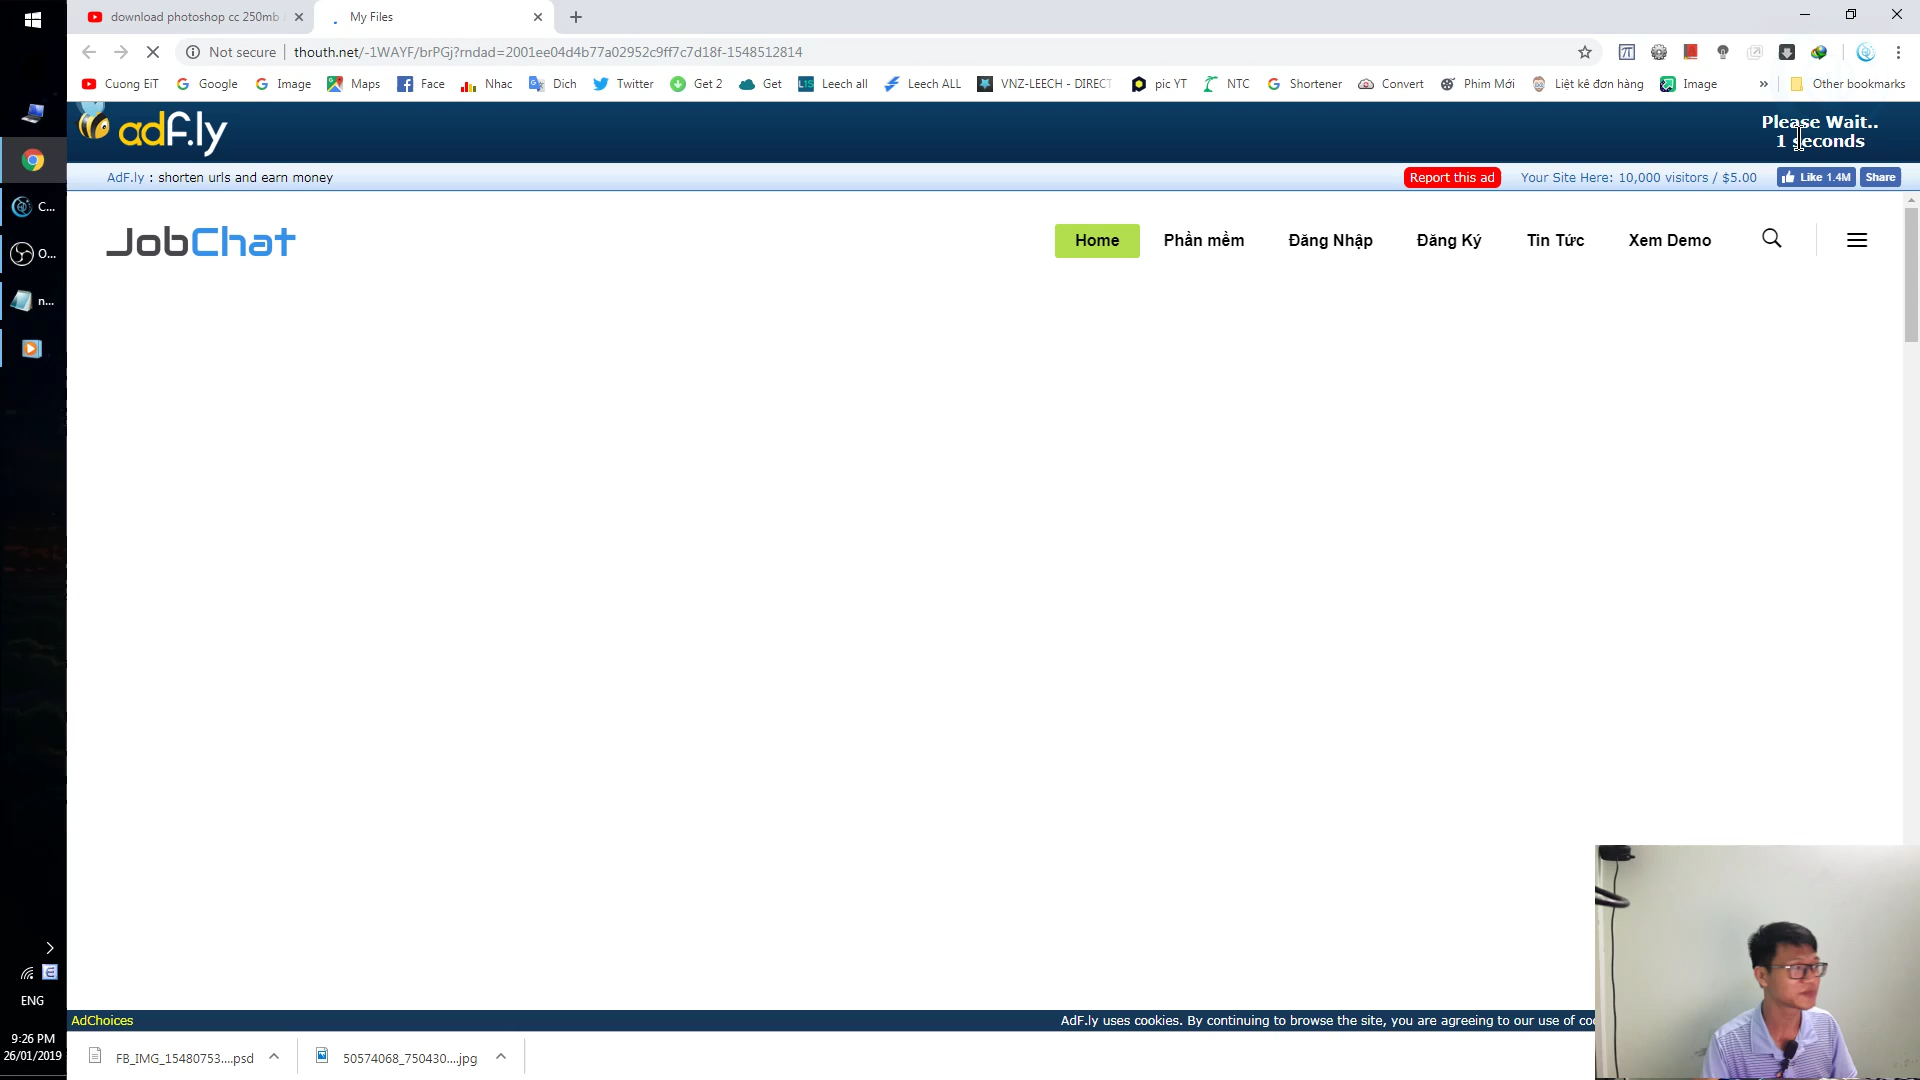 download photoshop cc 250mb
My Files
Not secure
thouth.net/-1WAYF/brPGj?rndad=2001ee04d4b77a02952c9ff7c7d18f-1548512814
Cuong EiT
Google
Image
Maps
Face
Nhac
Dich
Twitter
Get 2
Get
Leech all
Leech ALL
VNZ-LEECH - DIRECT
pic YT
NTC
Shortener
Convert
Phim Mới
Liệt kê đơn hàng
Image
»
Other bookmarks
adf.ly
Please Wait..
1 seconds
AdF.ly : shorten urls and earn money
Report this ad
Your Site Here: 10,000 visitors / $5.00
Like 1.4M
Share
JobChat
Home
Phần mềm
Đăng Nhập
Đăng Ký
Tin Tức
Xem Demo
C...
O...
n...
ENG
9:26 PM
26/01/2019
AdChoices
AdF.ly uses cookies. By continuing to browse the site, you are agreeing to our use of
FB_IMG_15480753....psd
50574068_750430....jpg